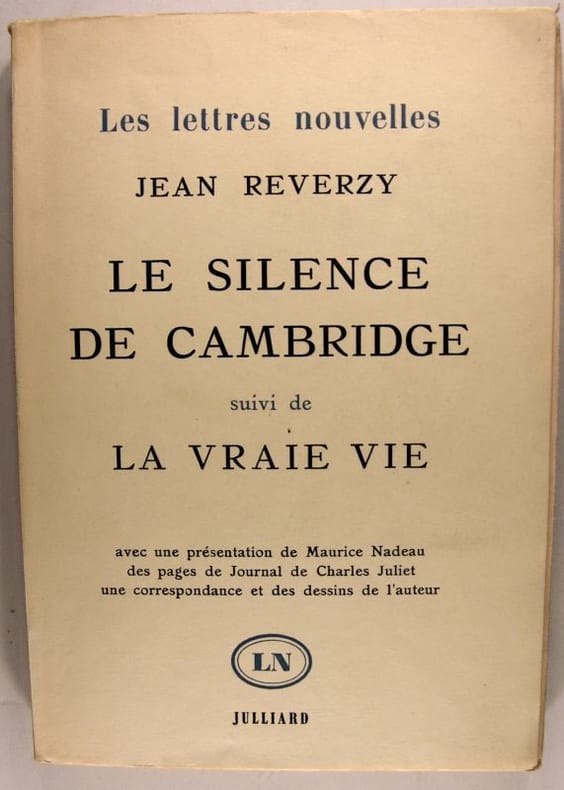 Les lettres nouvelles
JEAN REVERZY
LE SILENCE
DE CAMBRIDGE
suivi de
LA VRAIE VIE
avec une présentation de Maurice Nadeau
des pages de Journal de Charles Juliet
une correspondance et des dessins de l'auteur
LN
JULLIARD